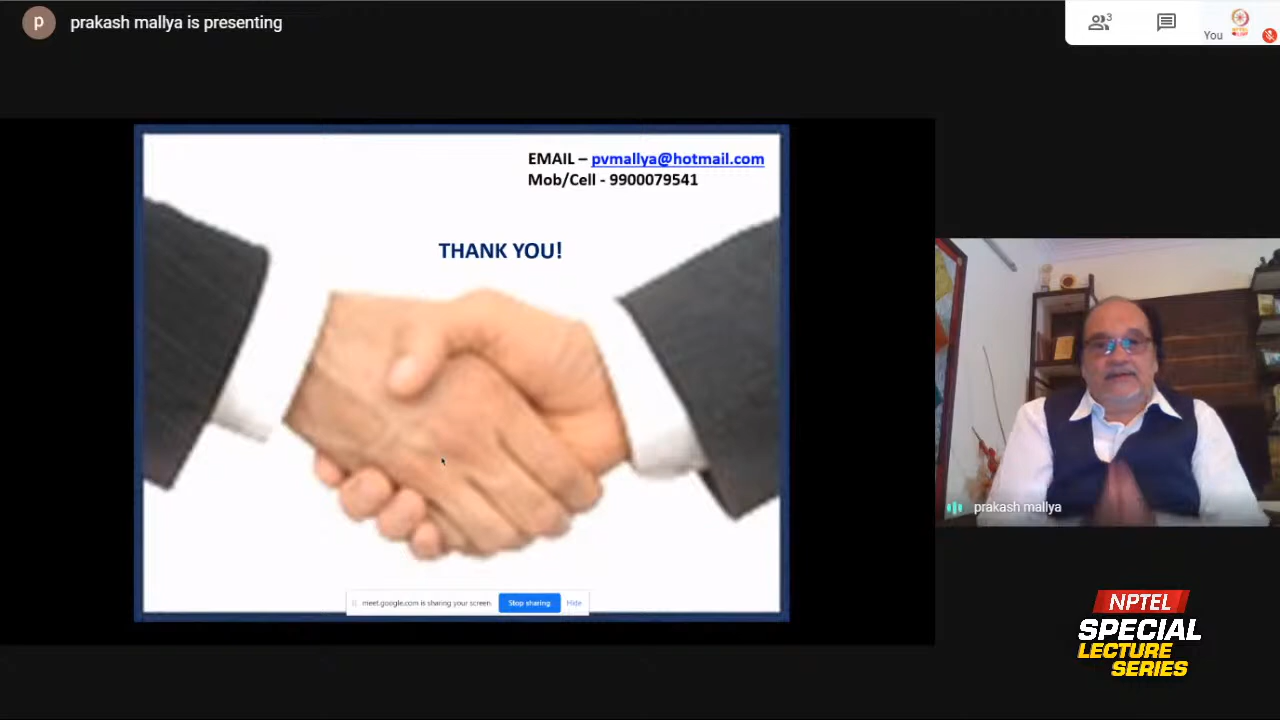 p
prakash mallya is presenting
3
You
EMAIL – pvmallya@hotmail.com
Mob/Cell - 9900079541
THANK YOU!
prakash mallya
meet.google.com is sharing your screen.
Stop sharing
Hide
NPTEL
SPECIAL
LECTURE
SERIES